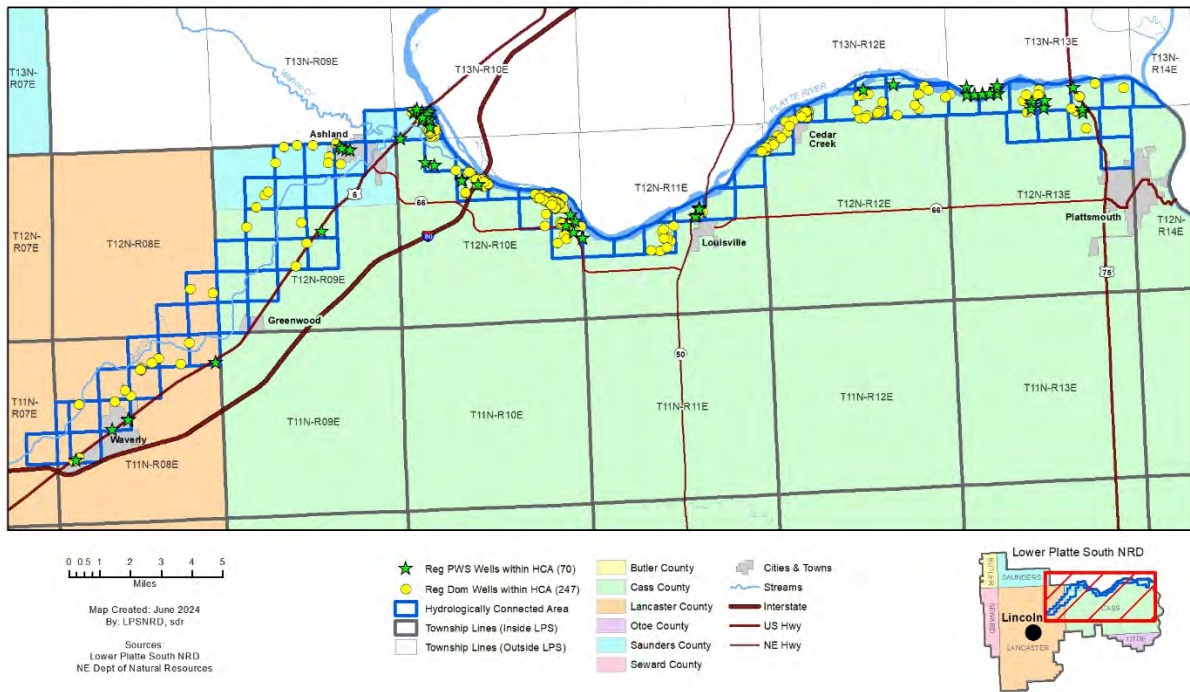 T13N-
R07E
T13N-R09E
T13N-R10E
T13N-R12E
T13N-R13E
T13N-
R14E
Wahoo Cr
PLATTE RIVER
Ashland
Cedar
Creek
6
66
T12N-R11E
T12N-R12E
T12N-R13E
Plattsmouth
T12N-
R07E
T12N-R08E
80
T12N-R10E
Louisville
66
T12N-
R14E
T12N-R09E
75
Greenwood
50
T11N-
R07E
T11N-R09E
T11N-R10E
T11N-R11E
T11N-R12E
T11N-R13E
Waverly
T11N-R08E
0 0.5 1 2 3 4 5
Miles
Map Created: June 2024
By: LPSNRD, sdr
Sources
Lower Platte South NRD
NE Dept of Natural Resources
Reg PWS Wells within HCA (70)
Reg Dom Wells within HCA (247)
Hydrologically Connected Area
Township Lines (Inside LPS)
Township Lines (Outside LPS)
Butler County
Cass County
Lancaster County
Otoe County
Saunders County
Seward County
Cities & Towns
Streams
Interstate
US Hwy
NE Hwy
Lower Platte South NRD
BUTLER
SAUNDERS
SEWARD
Lincoln
CASS
LANCASTER
OTOE